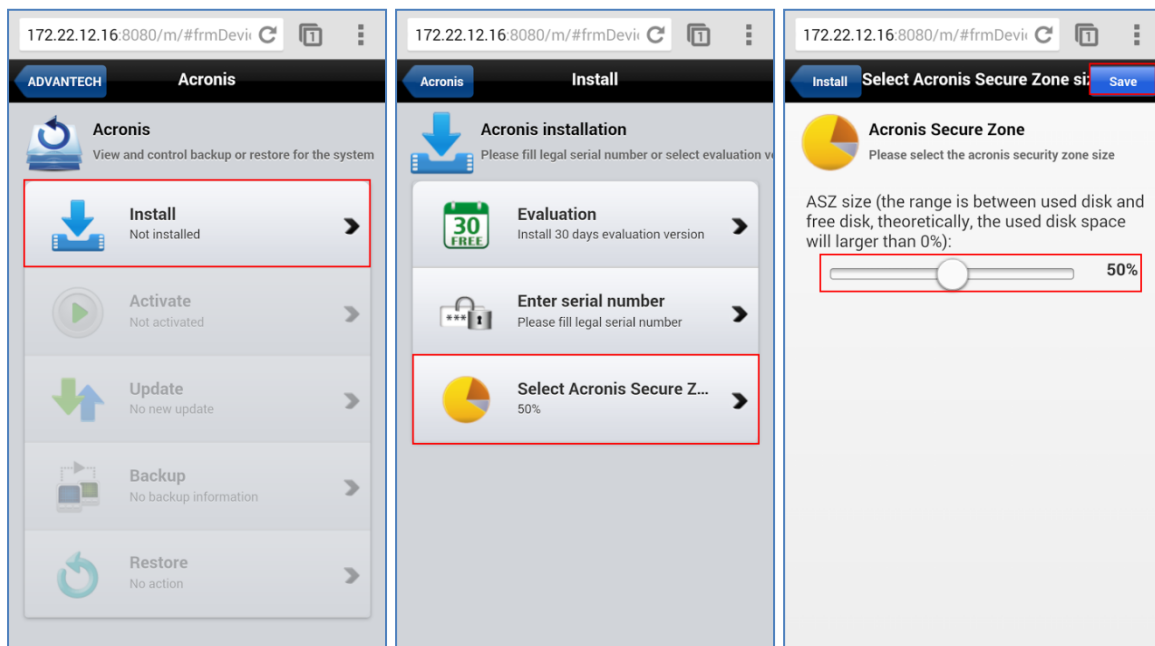 172.22.12.16:8080/m/#frmDevi
1
ADVANTECH
Acronis
Acronis
View and control backup or restore for the system
Install
Not installed
Activate
Not activated
Update
No new update
Backup
No backup information
Restore
No action
172.22.12.16:8080/m/#frmDevi
1
Acronis
Install
Acronis installation
Please fill legal serial number or select evaluation v
30
FREE
Evaluation
Install 30 days evaluation version
***
Enter serial number
Please fill legal serial number
Select Acronis Secure Z...
50%
172.22.12.16:8080/m/#frmDevi
1
Install
Select Acronis Secure Zone si
Save
Acronis Secure Zone
Please select the acronis security zone size
ASZ size (the range is between used disk and
free disk, theoretically, the used disk space
will larger than 0%):
50%